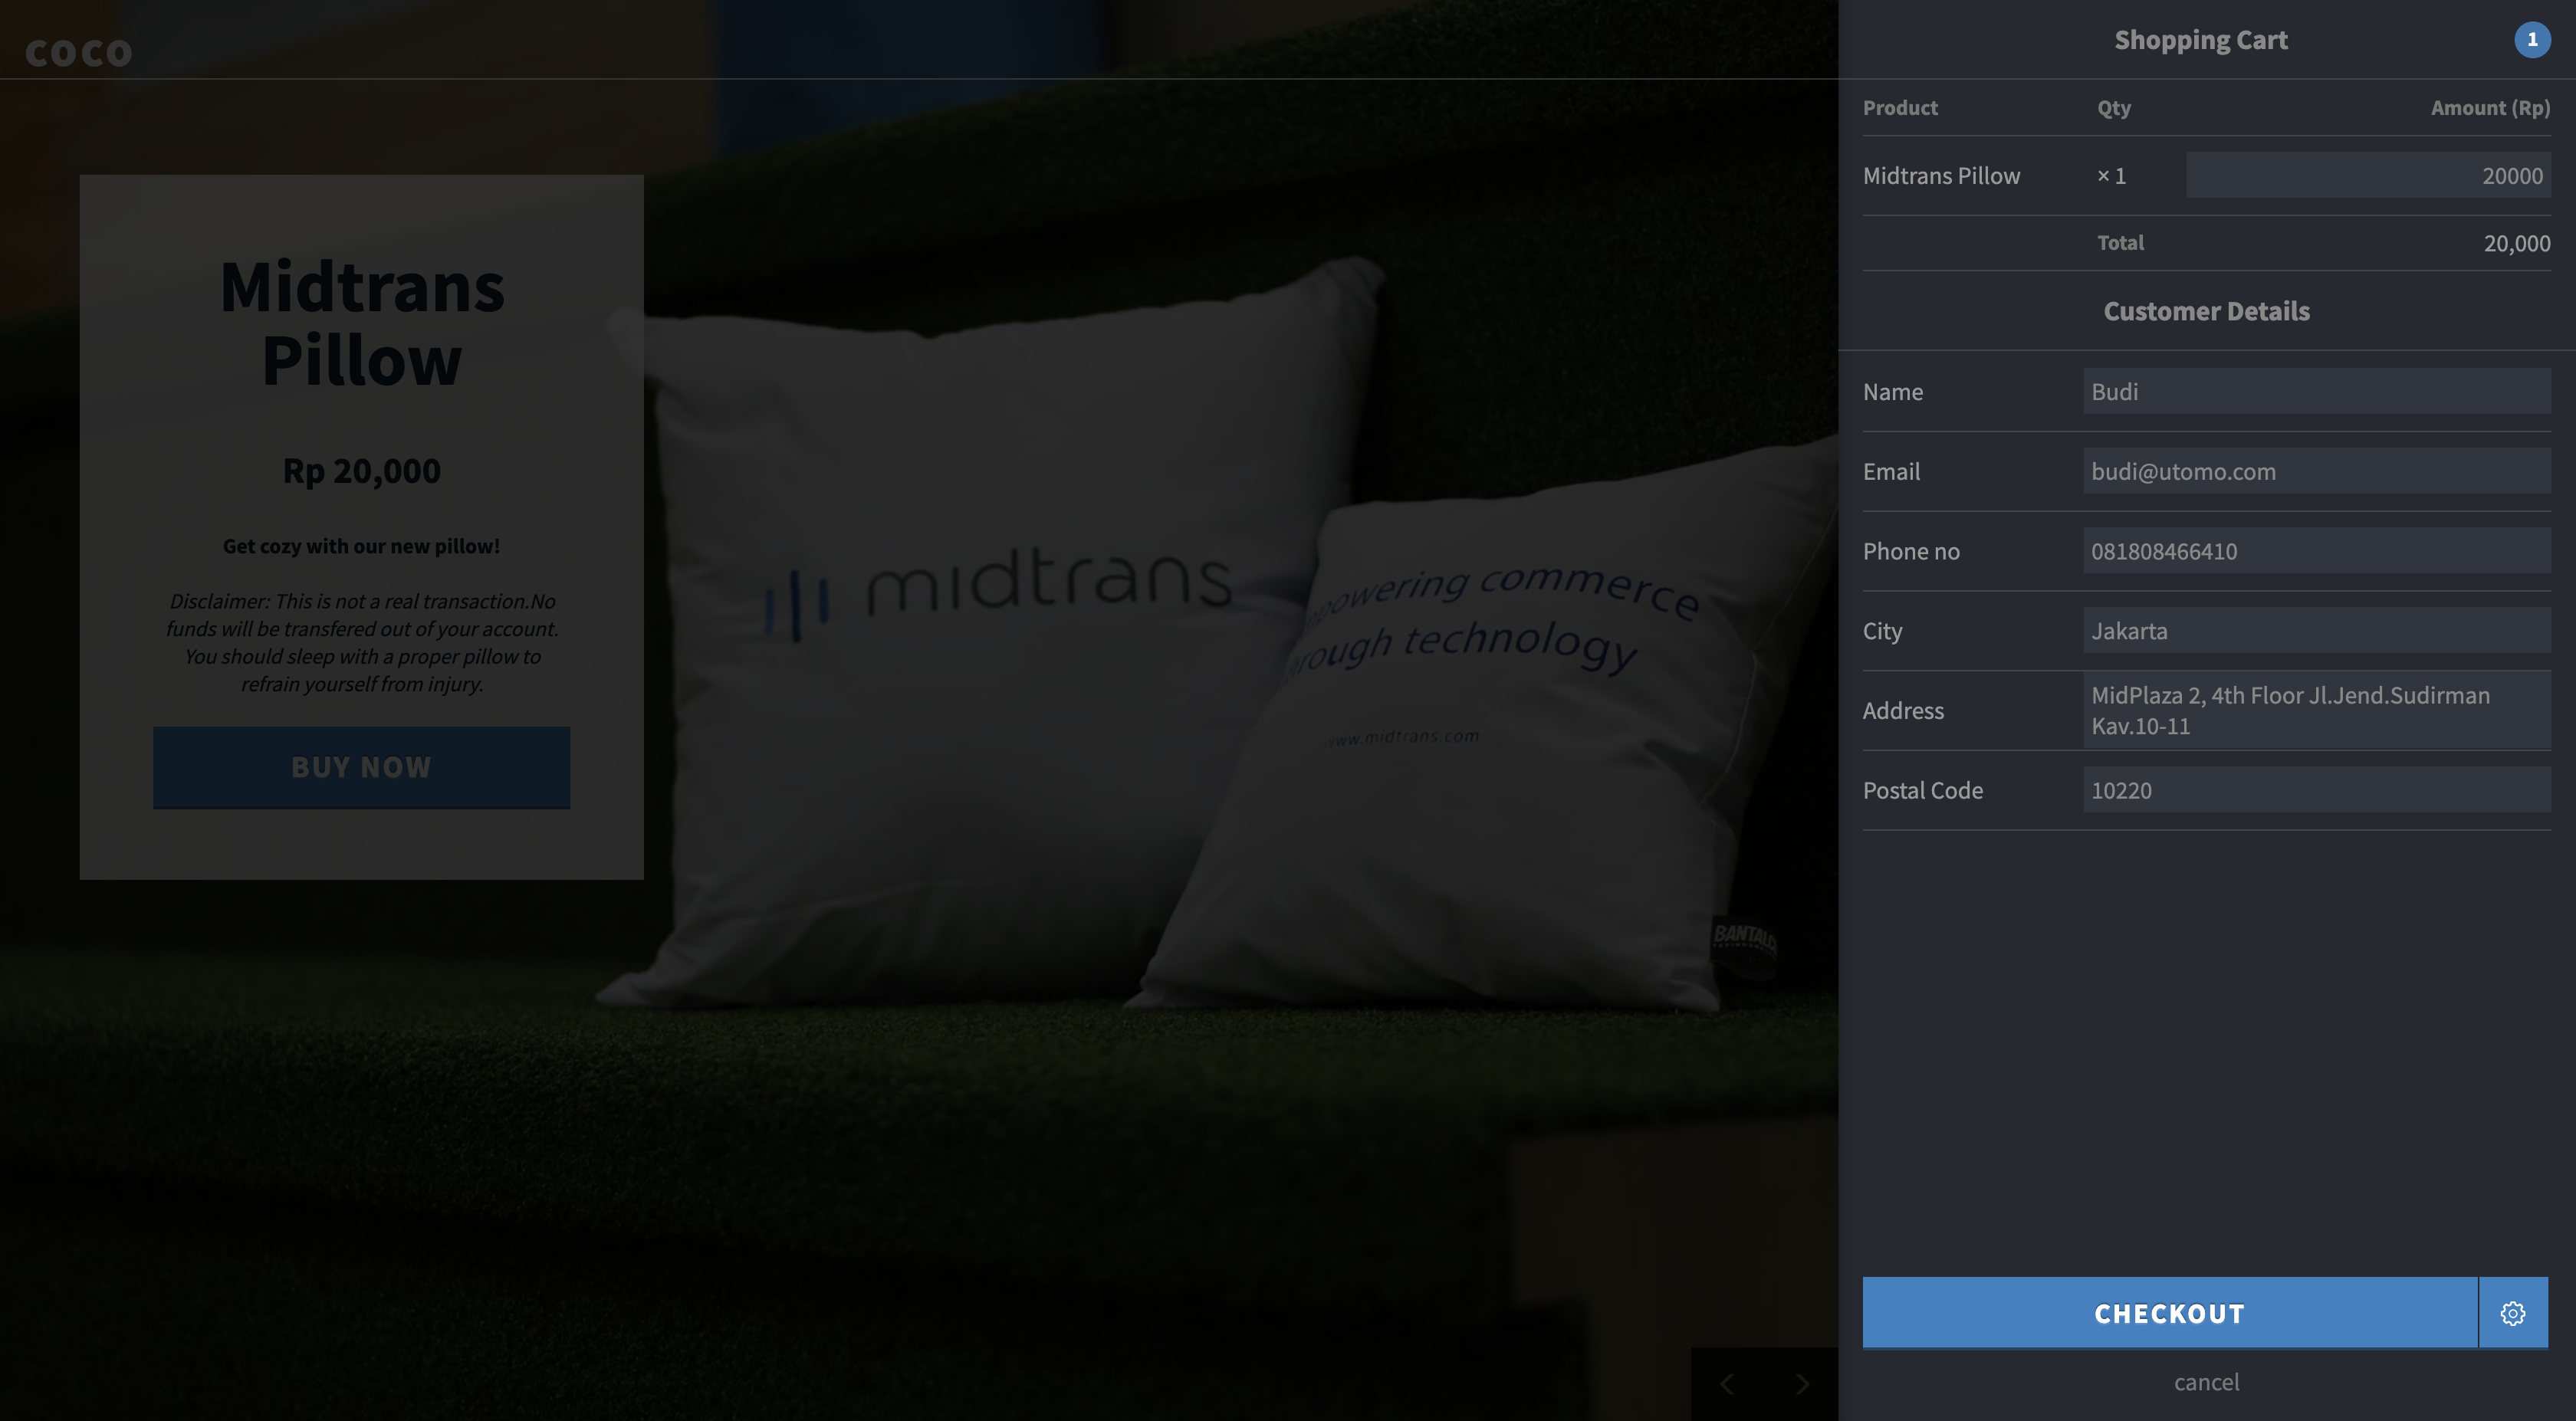 coco
Midtrans
Pillow
Rp 20,000
Get cozy with our new pillow!
Disclaimer: This is not a real transaction.No
funds will be transfered out of your account.
You should sleep with a proper pillow to
refrain yourself from injury.
BUY NOW
midtrans
powering commerce
rough technology
www.midtrans.com
BANTAL
Shopping Cart 1
Product Qty Amount (Rp)
Midtrans Pillow × 1 20000
Total 20,000
Customer Details
Name Budi
Email budi@utomo.com
Phone no 081808466410
City Jakarta
Address MidPlaza 2, 4th Floor Jl.Jend.Sudirman
Kav.10-11
Postal Code 10220
CHECKOUT
cancel